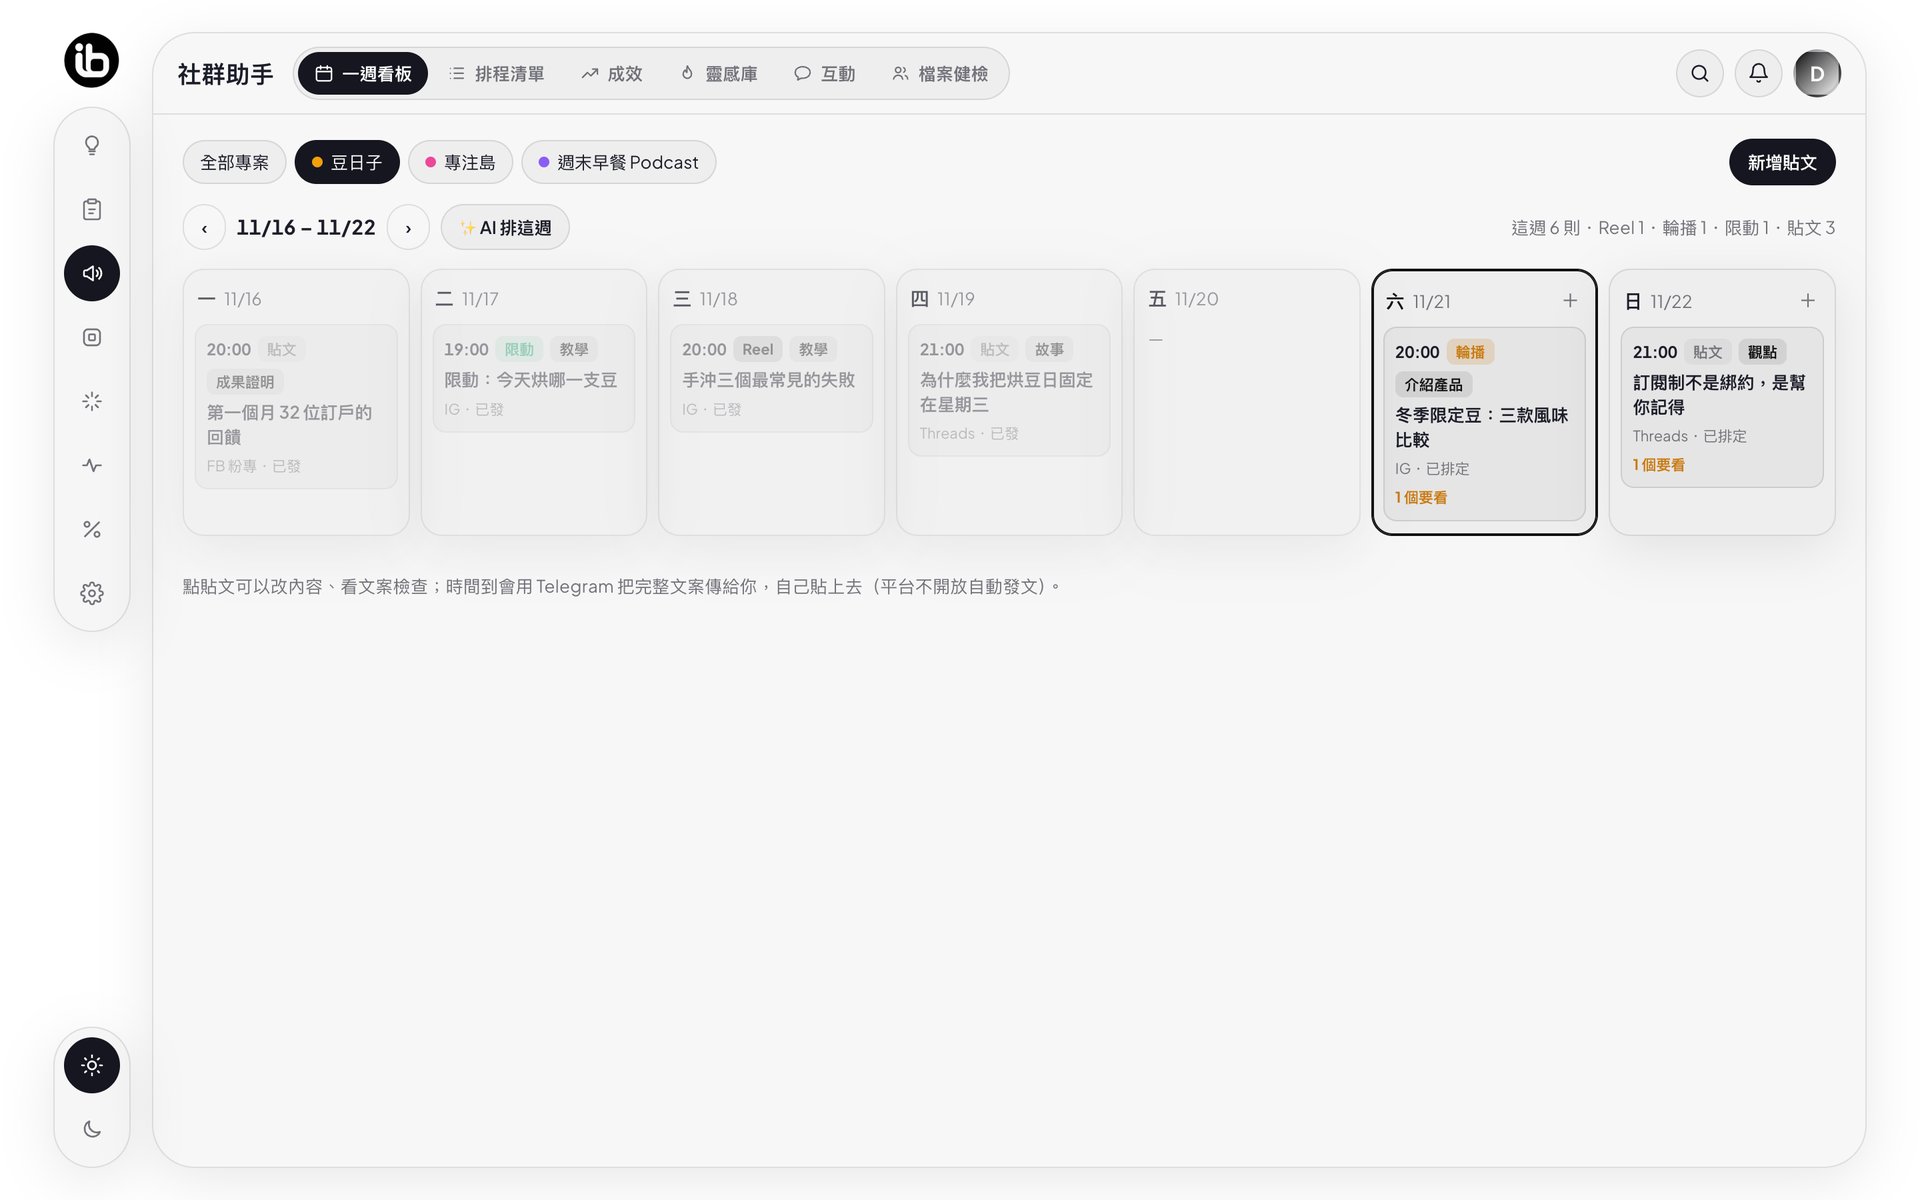 ib
社群助手
一週看板
排程清單
成效
靈感庫
互動
檔案健檢
D
全部專案
豆日子
專注島
週末早餐 Podcast
新增貼文
‹
11/16 – 11/22
›
✨ AI 排這週
這週 6 則 · Reel 1 · 輪播 1 · 限動 1 · 貼文 3
一 11/16
20:00 貼文
成果證明
第一個月 32 位訂戶的
回饋
FB 粉專 · 已發
二 11/17
19:00 限動 教學
限動：今天烘哪一支豆
IG · 已發
三 11/18
20:00 Reel 教學
手沖三個最常見的失敗
IG · 已發
四 11/19
21:00 貼文 故事
為什麼我把烘豆日固定
在星期三
Threads · 已發
五 11/20
—
六 11/21 +
20:00 輪播
介紹產品
冬季限定豆：三款風味
比較
IG · 已排定
1 個要看
日 11/22 +
21:00 貼文 觀點
訂閱制不是綁約，是幫
你記得
Threads · 已排定
1 個要看
點貼文可以改內容、看文案檢查；時間到會用 Telegram 把完整文案傳給你，自己貼上去（平台不開放自動發文）。